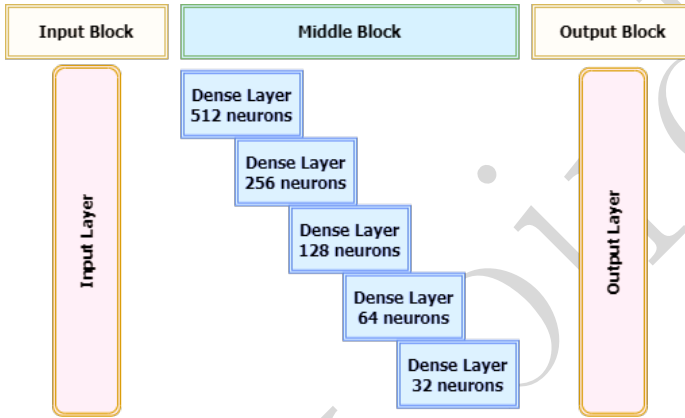 Input Block
Middle Block
Output Block
Input Layer
Dense Layer
512 neurons
Dense Layer
256 neurons
Dense Layer
128 neurons
Dense Layer
64 neurons
Dense Layer
32 neurons
Output Layer